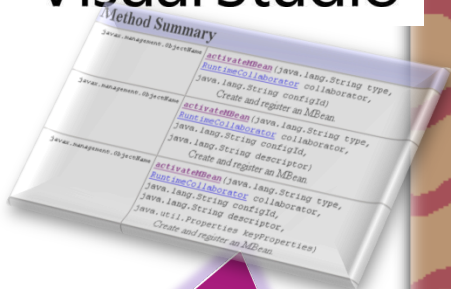 Visual Studio
Method Summary
javax.management.ObjectName
activateMBean(java.lang.String type,
RuntimeCollaborator collaborator,
java.lang.String configId)
Create and register an MBean.
javax.management.ObjectName
activateMBean(java.lang.String type,
RuntimeCollaborator collaborator,
java.lang.String configId,
java.lang.String descriptor)
Create and register an MBean.
javax.management.ObjectName
activateMBean(java.lang.String type,
RuntimeCollaborator collaborator,
java.lang.String configId,
java.lang.String descriptor,
java.util.Properties keyProperties)
Create and register an MBean.